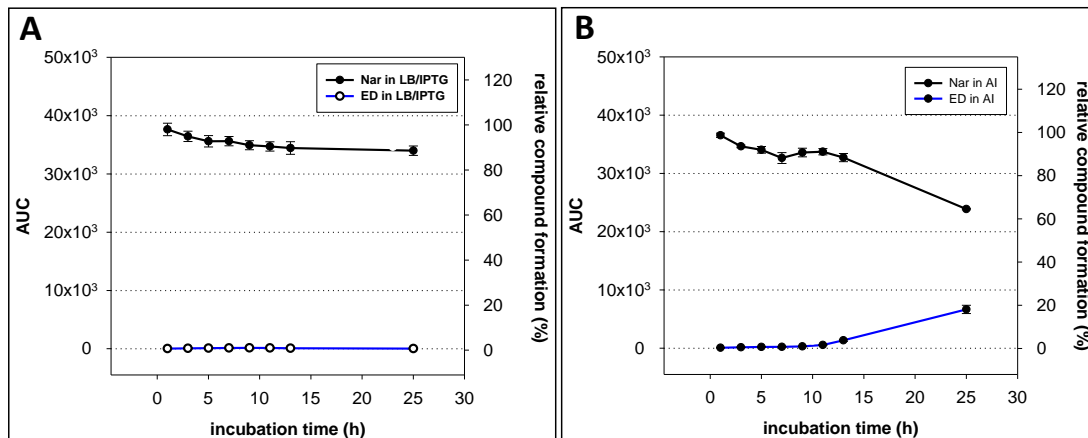 A
50x10³
40x10³
30x10³
20x10³
10x10³
0
AUC
Nar in LB/IPTG
ED in LB/IPTG
120
100
80
60
40
20
0
relative compound formation (%)
0 5 10 15 20 25 30
incubation time (h)
B
50x10³
40x10³
30x10³
20x10³
10x10³
0
AUC
Nar in AI
ED in AI
120
100
80
60
40
20
0
relative compound formation (%)
0 5 10 15 20 25 30
incubation time (h)